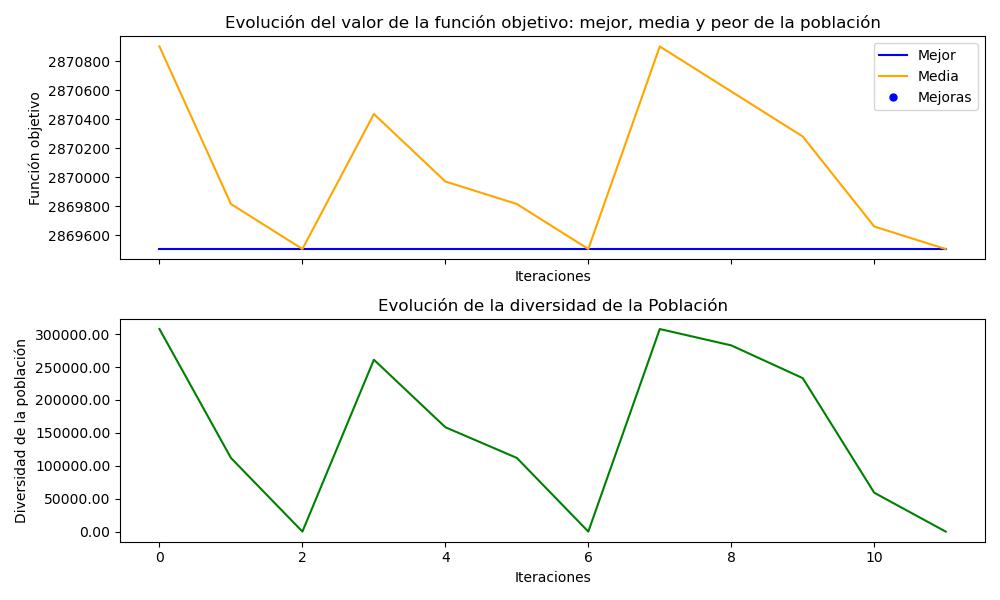 Evolución del valor de la función objetivo: mejor, media y peor de la población
Función objetivo
2870800
2870600
2870400
2870200
2870000
2869800
2869600
Mejor
Media
Mejoras
Iteraciones
Evolución de la diversidad de la Población
Diversidad de la población
300000.00
250000.00
200000.00
150000.00
100000.00
50000.00
0.00
0 2 4 6 8 10
Iteraciones